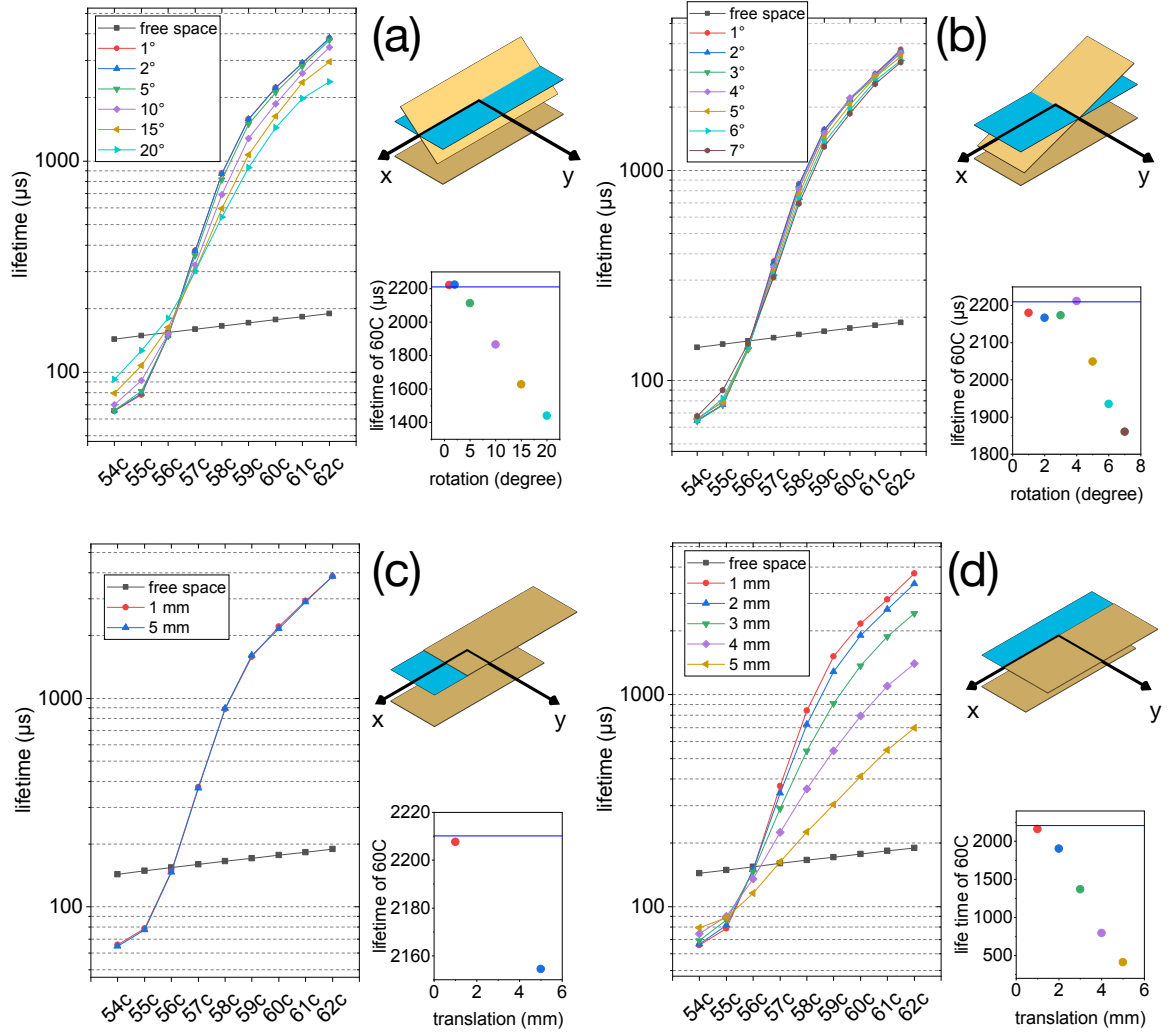 (a)
free space
1°
2°
5°
10°
15°
20°
lifetime (µs)
1000
100
54c 55c 56c 57c 58c 59c 60c 61c 62c
x
y
lifetime of 60C (µs)
2200
2000
1800
1600
1400
0 5 10 15 20
rotation (degree)
(b)
free space
1°
2°
3°
4°
5°
6°
7°
lifetime (µs)
1000
100
54c 55c 56c 57c 58c 59c 60c 61c 62c
x
y
lifetime of 60C (µs)
2200
2100
2000
1900
1800
0 2 4 6 8
rotation (degree)
(c)
free space
1 mm
5 mm
lifetime (µs)
1000
100
54c 55c 56c 57c 58c 59c 60c 61c 62c
x
y
lifetime of 60C
2220
2200
2180
2160
0 2 4 6
translation (mm)
(d)
free space
1 mm
2 mm
3 mm
4 mm
5 mm
lifetime (µs)
1000
100
54c 55c 56c 57c 58c 59c 60c 61c 62c
x
y
life time of 60C
2000
1750
1500
1250
1000
750
500
0 2 4 6
translation (mm)